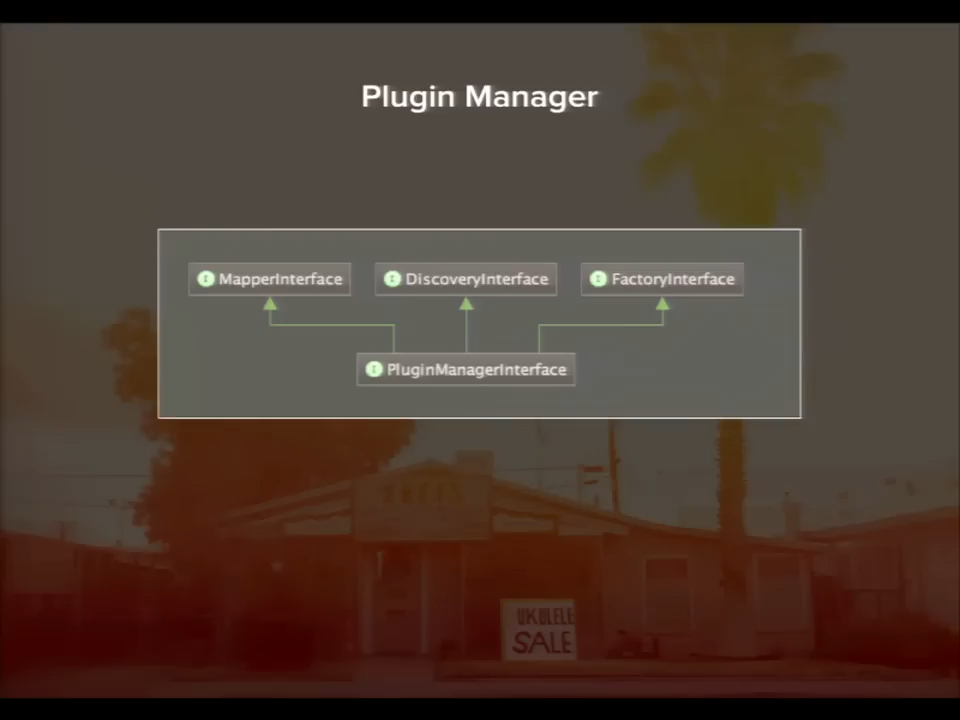 Plugin Manager
MapperInterface
DiscoveryInterface
FactoryInterface
PluginManagerInterface
UKULELE
SALE